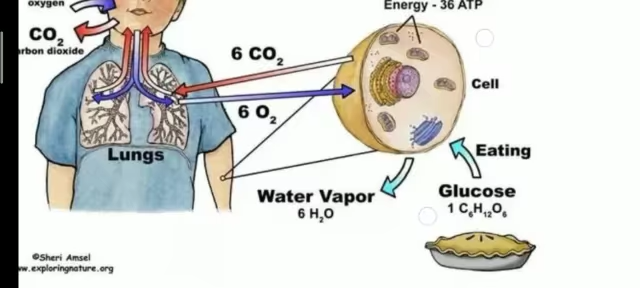 oxygen
CO₂
rbon dioxide
Energy - 36 ATP
6 CO₂
6 O₂
Cell
Lungs
Eating
Water Vapor
6 H₂O
Glucose
1 C₆H₁₂O₆
©Sheri Amsel
w.exploringnature.org